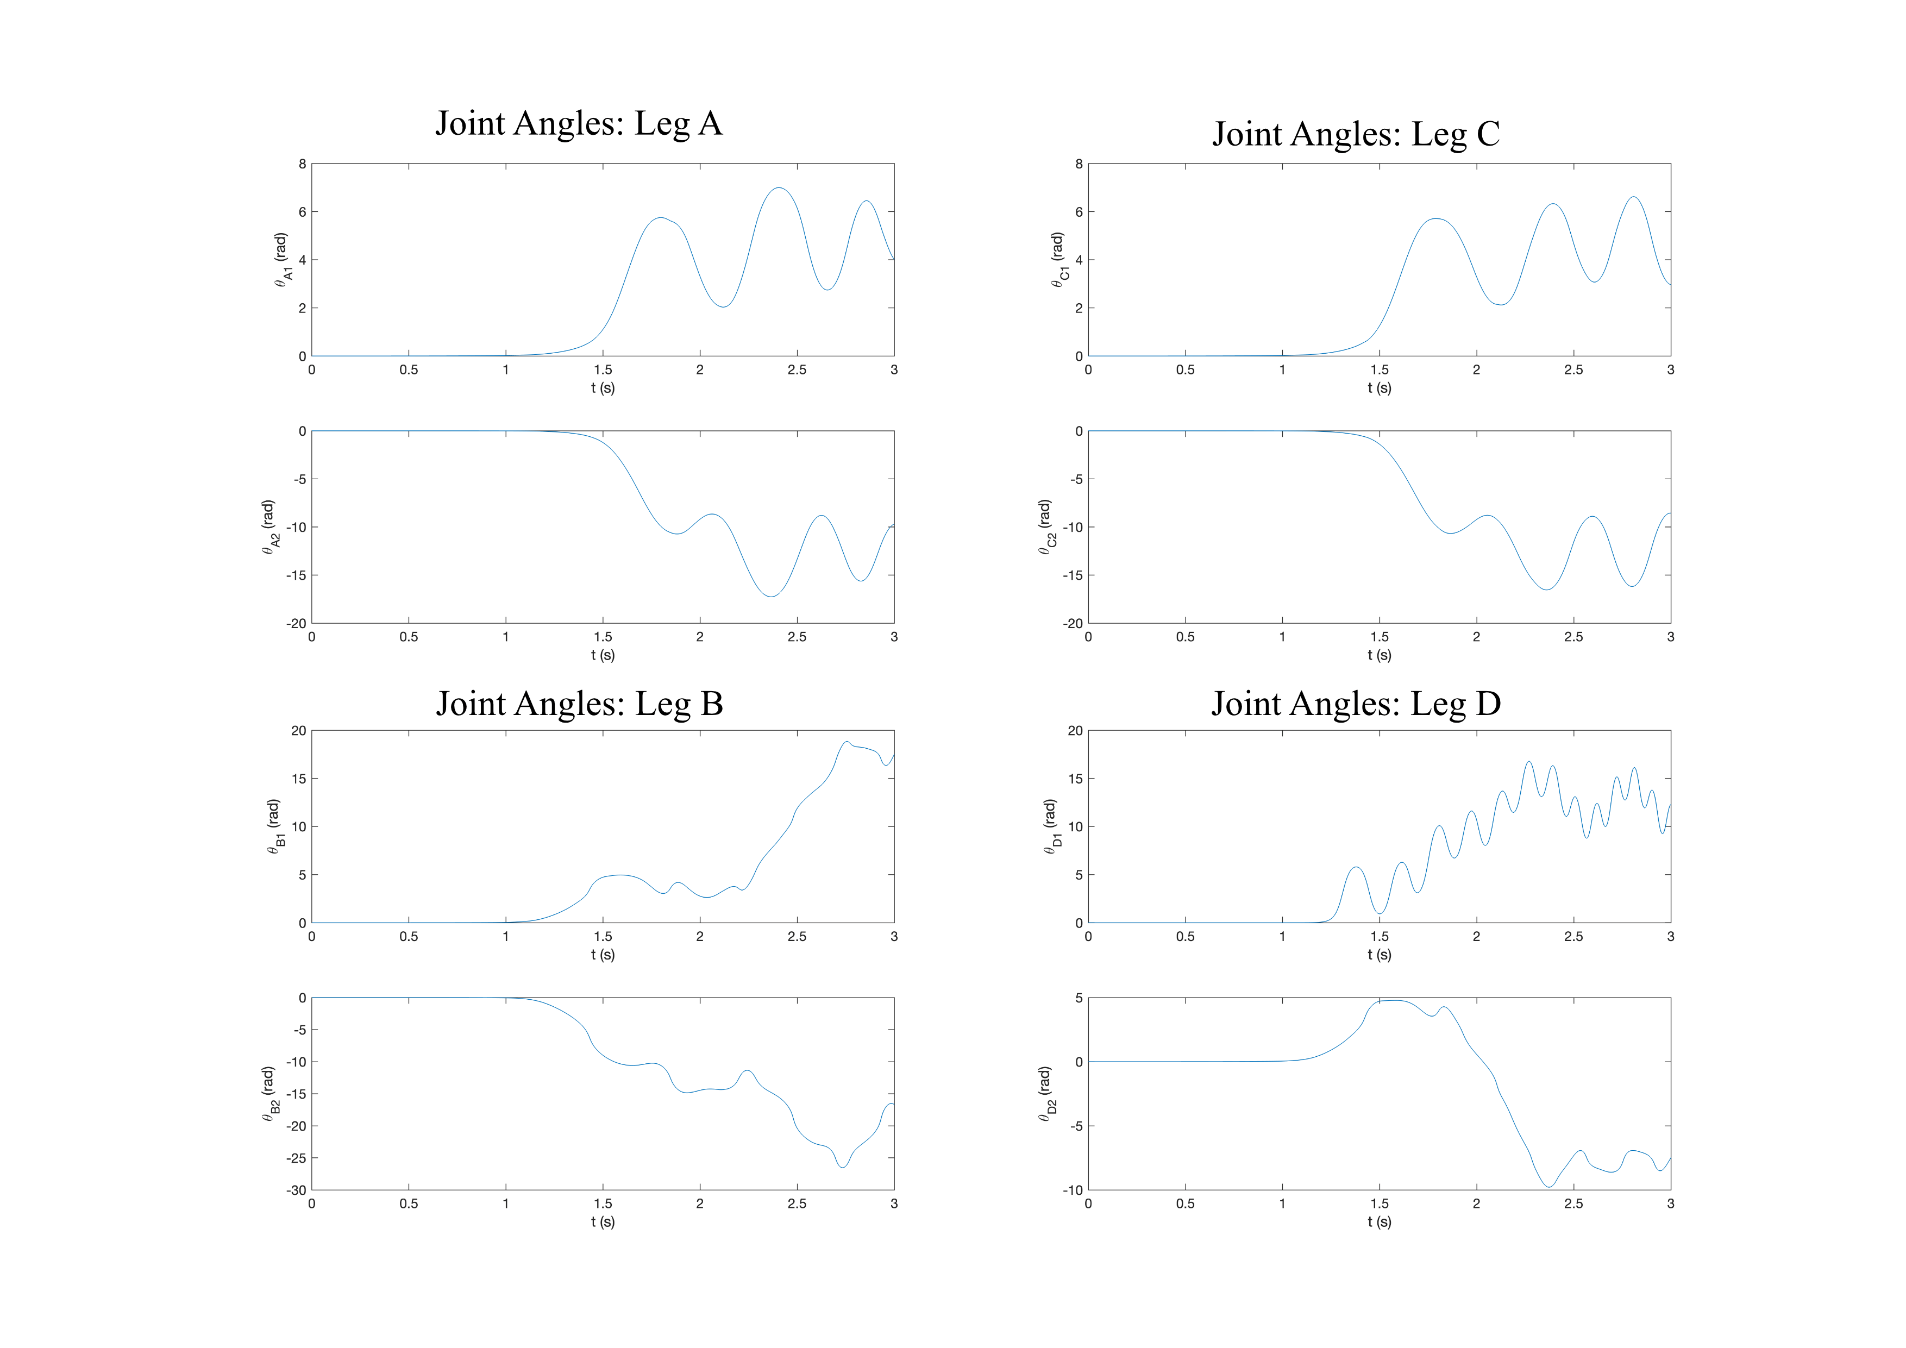 Joint Angles: Leg A
8
6
4
2
0
θA1 (rad)
0 0.5 1 1.5 2 2.5 3
t (s)
0
-5
-10
-15
-20
θA2 (rad)
0 0.5 1 1.5 2 2.5 3
t (s)
Joint Angles: Leg C
8
6
4
2
0
θC1 (rad)
0 0.5 1 1.5 2 2.5 3
t (s)
0
-5
-10
-15
-20
θC2 (rad)
0 0.5 1 1.5 2 2.5 3
t (s)
Joint Angles: Leg B
20
15
10
5
0
θB1 (rad)
0 0.5 1 1.5 2 2.5 3
t (s)
0
-5
-10
-15
-20
-25
-30
θB2 (rad)
0 0.5 1 1.5 2 2.5 3
t (s)
Joint Angles: Leg D
20
15
10
5
0
θD1 (rad)
0 0.5 1 1.5 2 2.5 3
t (s)
5
0
-5
-10
θD2 (rad)
0 0.5 1 1.5 2 2.5 3
t (s)